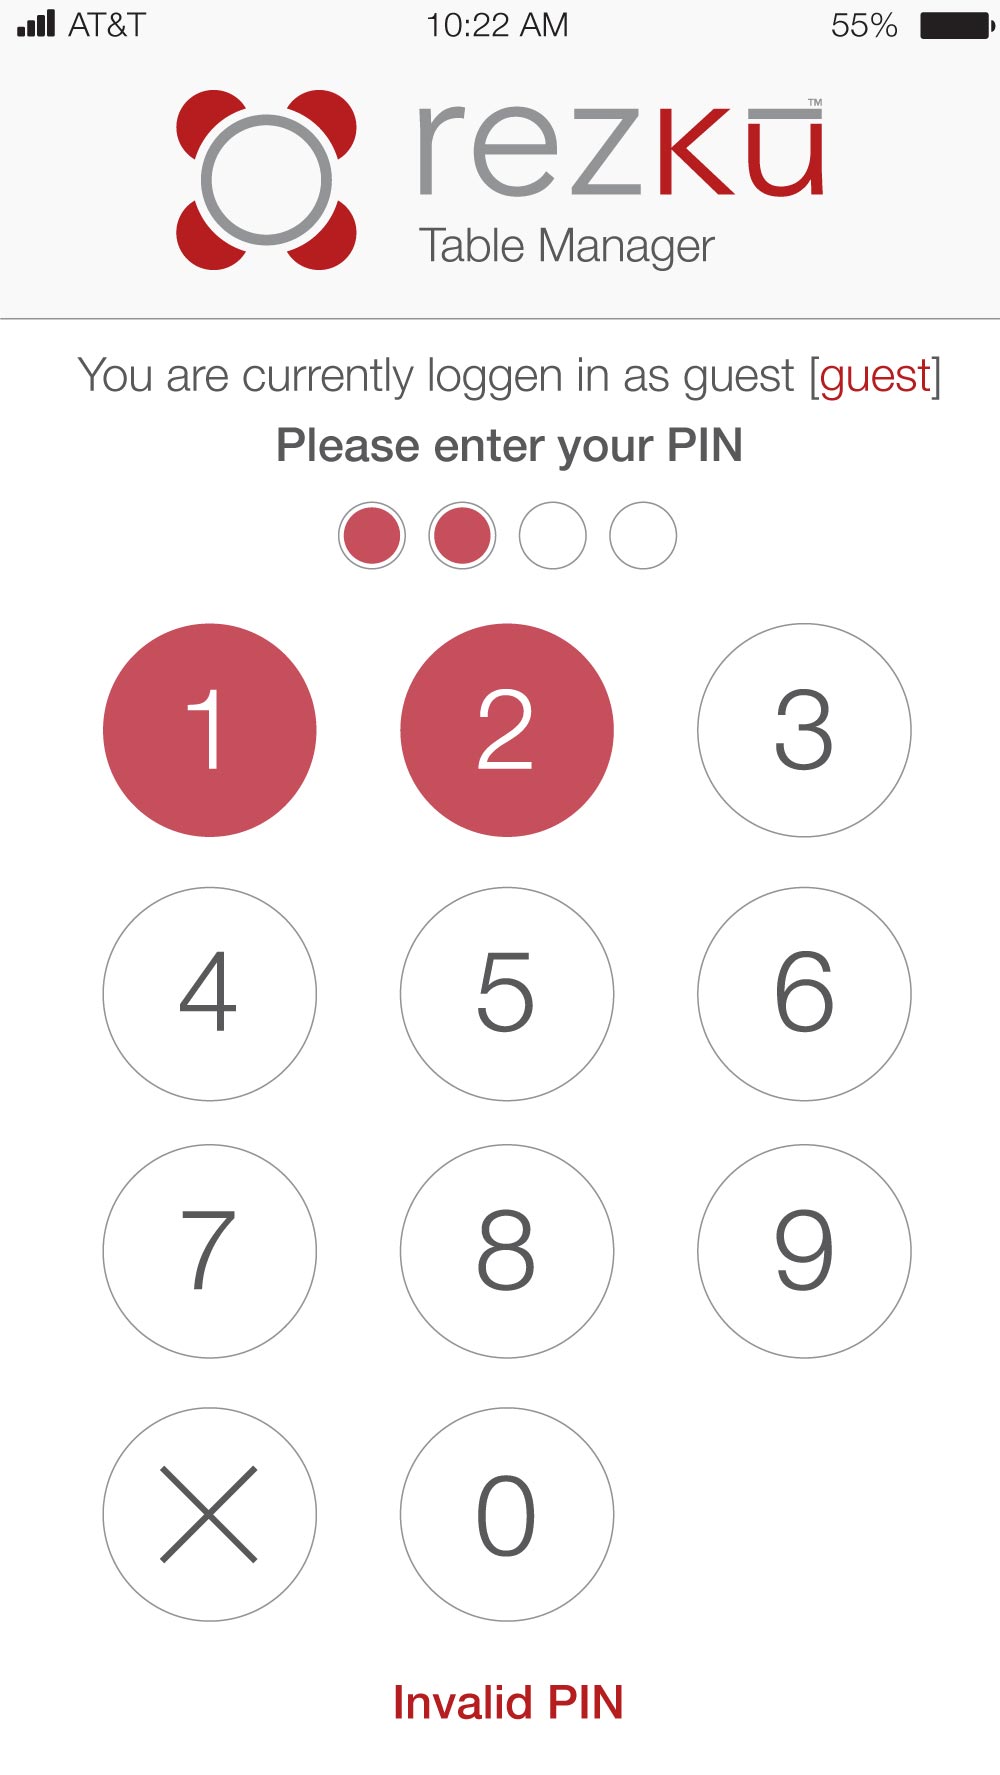 AT&T 10:22 AM 55%
rezkū™
Table Manager
You are currently loggen in as guest [guest]
Please enter your PIN
1 2 3
4 5 6
7 8 9
0
Invalid PIN